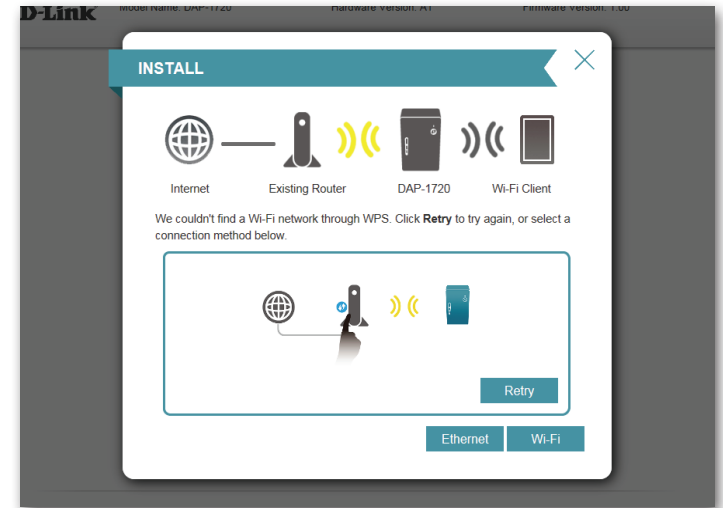 D-Link
Model Name: DAP-1720 Hardware Version: A1 Firmware Version: 1.00
INSTALL
Internet Existing Router DAP-1720 Wi-Fi Client
We couldn't find a Wi-Fi network through WPS. Click Retry to try again, or select a
connection method below.
Retry
Ethernet Wi-Fi